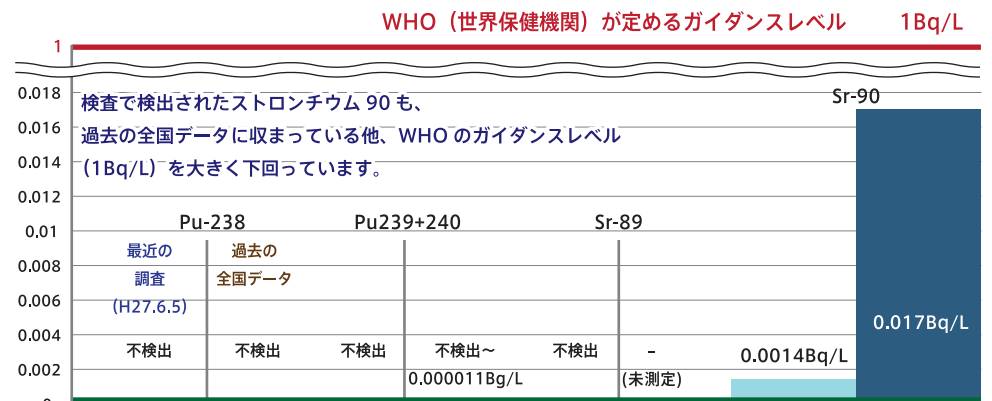 WHO（世界保健機関）が定めるガイダンスレベル 1Bq/L
1
0.018
検査で検出されたストロンチウム 90 も、
Sr-90
0.016
過去の全国データに収まっている他、WHO のガイダンスレベル
0.014
(1Bq/L) を大きく下回っています。
0.012
0.01
Pu-238 Pu239+240 Sr-89
最近の 過去の
0.008
調査 全国データ
0.006
(H27.6.5)
0.004
0.017Bq/L
不検出 不検出 不検出 不検出～ 不検出 –
0.002
0.0014Bq/L
0.000011Bg/L (未測定)